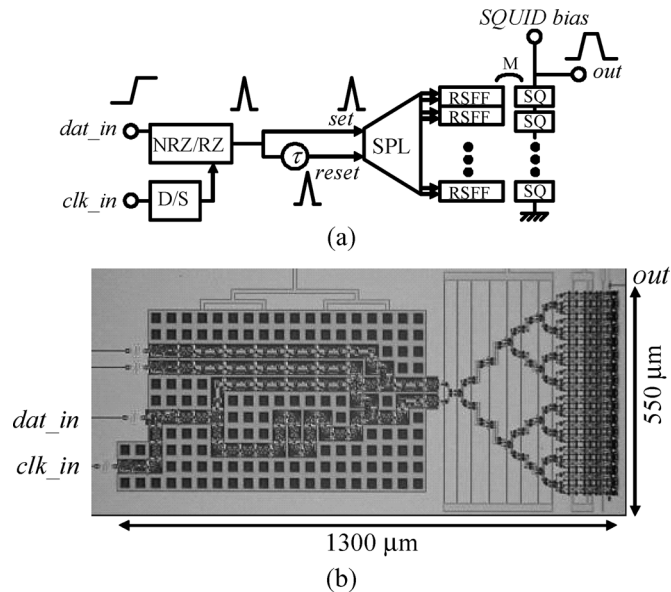 SQUID bias
M
out
dat_in
NRZ/RZ
set
τ
reset
SPL
RSFF
SQ
RSFF
SQ
RSFF
SQ
clk_in
D/S
(a)
out
dat_in
clk_in
550 μm
1300 μm
(b)